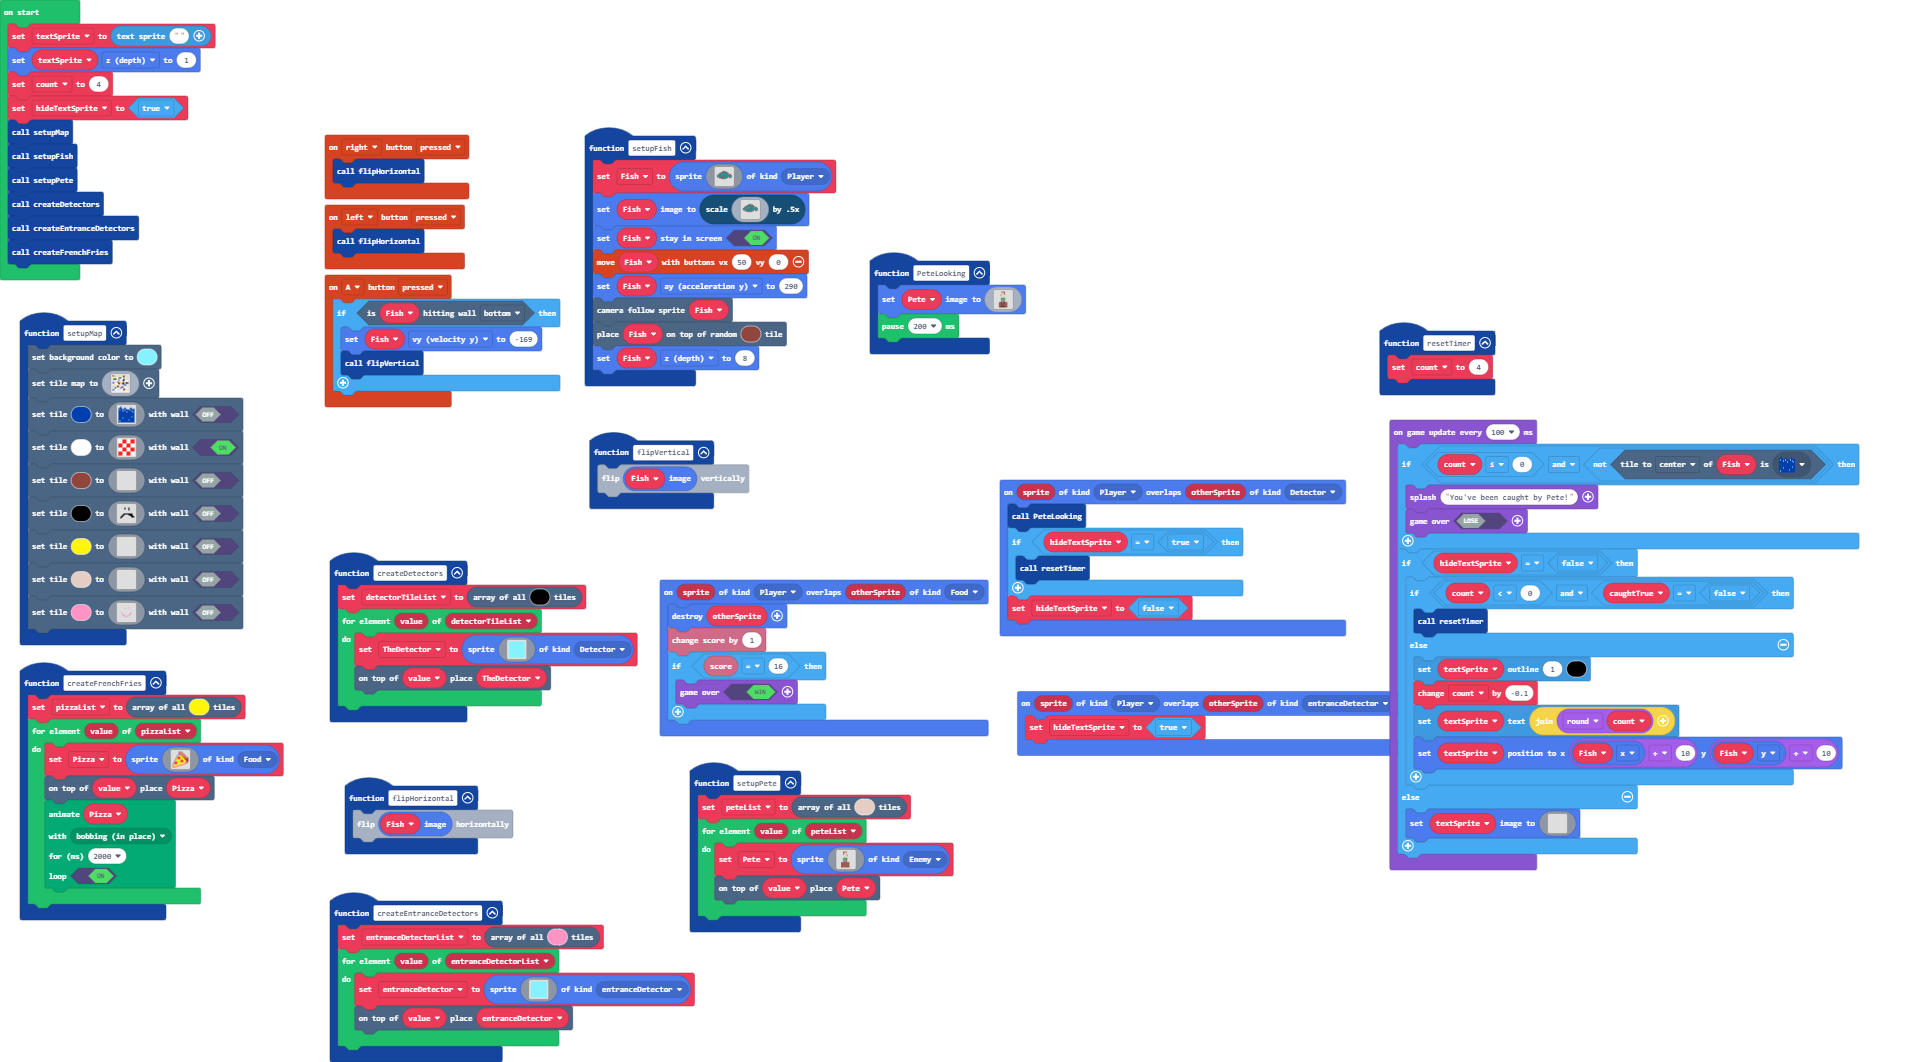 on start
set textSprite to text sprite " "
set textSprite z (depth) to 1
set count to 4
set hideTextSprite to true
call setupMap
call setupFish
call setupPete
call createDetectors
call createEntranceDetectors
call createFrenchFries
function setupMap
set background color to
set tile map to
set tile to with wall OFF
set tile to with wall ON
set tile to with wall OFF
set tile to with wall OFF
set tile to with wall OFF
set tile to with wall OFF
set tile to with wall OFF
function createFrenchFries
set pizzaList to array of all tiles
for element value of pizzaList
do
set Pizza to sprite of kind Food
on top of value place Pizza
animate Pizza
with bobbing (in place)
for (ms) 2000
loop ON
on right button pressed
call flipHorizontal
on left button pressed
call flipHorizontal
on A button pressed
if is Fish hitting wall bottom then
set Fish vy (velocity y) to -169
call flipVertical
function createDetectors
set detectorTileList to array of all tiles
for element value of detectorTileList
do
set TheDetector to sprite of kind Detector
on top of value place TheDetector
function flipHorizontal
flip Fish image horizontally
function createEntranceDetectors
set entranceDetectorList to array of all tiles
for element value of entranceDetectorList
do
set entranceDetector to sprite of kind entranceDetector
on top of value place entranceDetector
function setupFish
set Fish to sprite of kind Player
set Fish image to scale by .5x
set Fish stay in screen ON
move Fish with buttons vx 50 vy 0
set Fish ay (acceleration y) to 290
camera follow sprite Fish
place Fish on top of random tile
set Fish z (depth) to 8
function flipVertical
flip Fish image vertically
on sprite of kind Player overlaps otherSprite of kind Food
destroy otherSprite
change score by 1
if score = 16 then
game over WIN
function setupPete
set peteList to array of all tiles
for element value of peteList
do
set Pete to sprite of kind Enemy
on top of value place Pete
function PeteLooking
set Pete image to
pause 200 ms
on sprite of kind Player overlaps otherSprite of kind Detector
call PeteLooking
if hideTextSprite = true then
call resetTimer
set hideTextSprite to false
on sprite of kind Player overlaps otherSprite of kind entranceDetector
set hideTextSprite to true
function resetTimer
set count to 4
on game update every 100 ms
if count ≤ 0 and not tile to center of Fish is then
splash "You've been caught by Pete!"
game over LOSE
if hideTextSprite = false then
if count < 0 and caughtTrue = false then
call resetTimer
else
set textSprite outline 1
change count by -0.1
set textSprite text join round count
set textSprite position to x Fish x + 10 y Fish y + 10
else
set textSprite image to